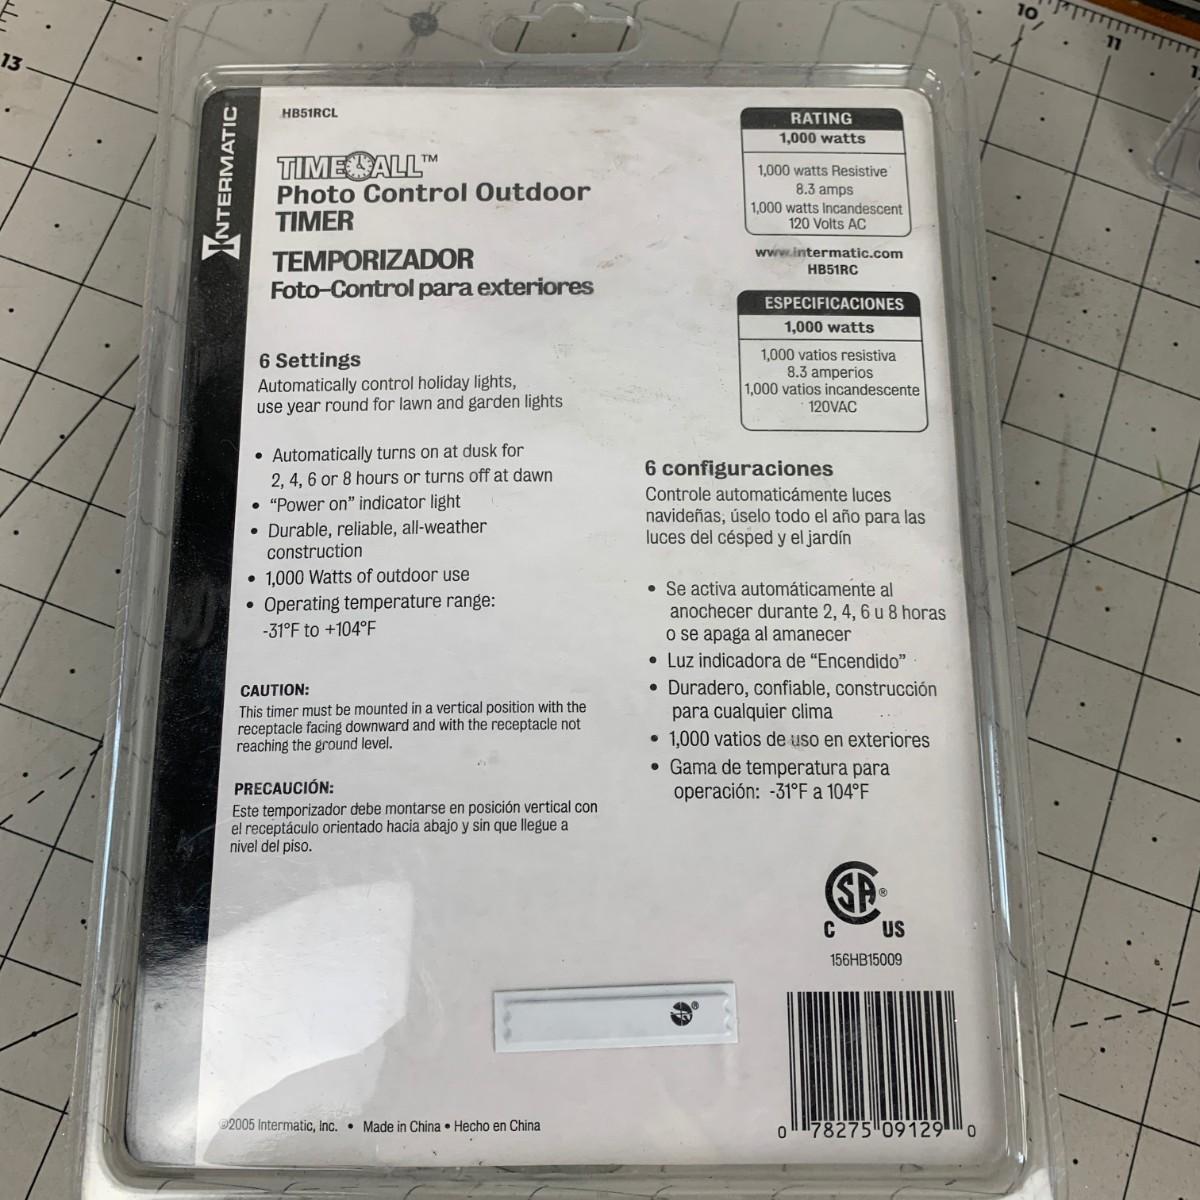 13
10
11
INTERMATIC
HB51RCL
TIME ALL™
Photo Control Outdoor
TIMER
TEMPORIZADOR
Foto-Control para exteriores
RATING
1,000 watts
1,000 watts Resistive
8.3 amps
1,000 watts Incandescent
120 Volts AC
www.intermatic.com
HB51RC
ESPECIFICACIONES
1,000 watts
1,000 vatios resistiva
8.3 amperios
1,000 vatios incandescente
120VAC
6 Settings
Automatically control holiday lights,
use year round for lawn and garden lights
• Automatically turns on at dusk for
2, 4, 6 or 8 hours or turns off at dawn
• “Power on” indicator light
• Durable, reliable, all-weather
construction
• 1,000 Watts of outdoor use
• Operating temperature range:
-31°F to +104°F
CAUTION:
This timer must be mounted in a vertical position with the
receptacle facing downward and with the receptacle not
reaching the ground level.
PRECAUCIÓN:
Este temporizador debe montarse en posición vertical con
el receptáculo orientado hacia abajo y sin que llegue a
nivel del piso.
6 configuraciones
Controle automaticámente luces
navideñas, úselo todo el año para las
luces del césped y el jardín
• Se activa automáticamente al
anochecer durante 2, 4, 6 u 8 horas
o se apaga al amanecer
• Luz indicadora de “Encendido”
• Duradero, confiable, construcción
para cualquier clima
• 1,000 vatios de uso en exteriores
• Gama de temperatura para
operación: -31°F a 104°F
SA®
C US
156HB15009
®
0 78275 09129 0
©2005 Intermatic, Inc. • Made in China • Hecho en China